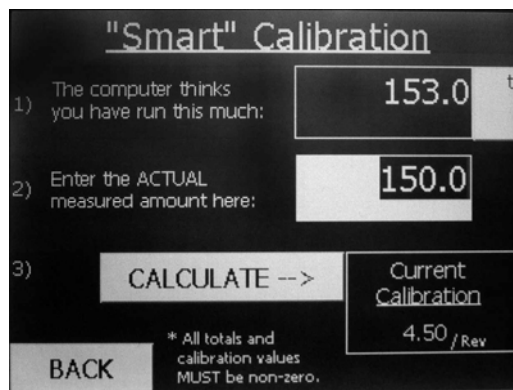 "Smart" Calibration
1) The computer thinks
you have run this much:
153.0
t
2) Enter the ACTUAL
measured amount here:
150.0
3) CALCULATE -->
Current
Calibration
4.50 /Rev
* All totals and
calibration values
MUST be non-zero.
BACK